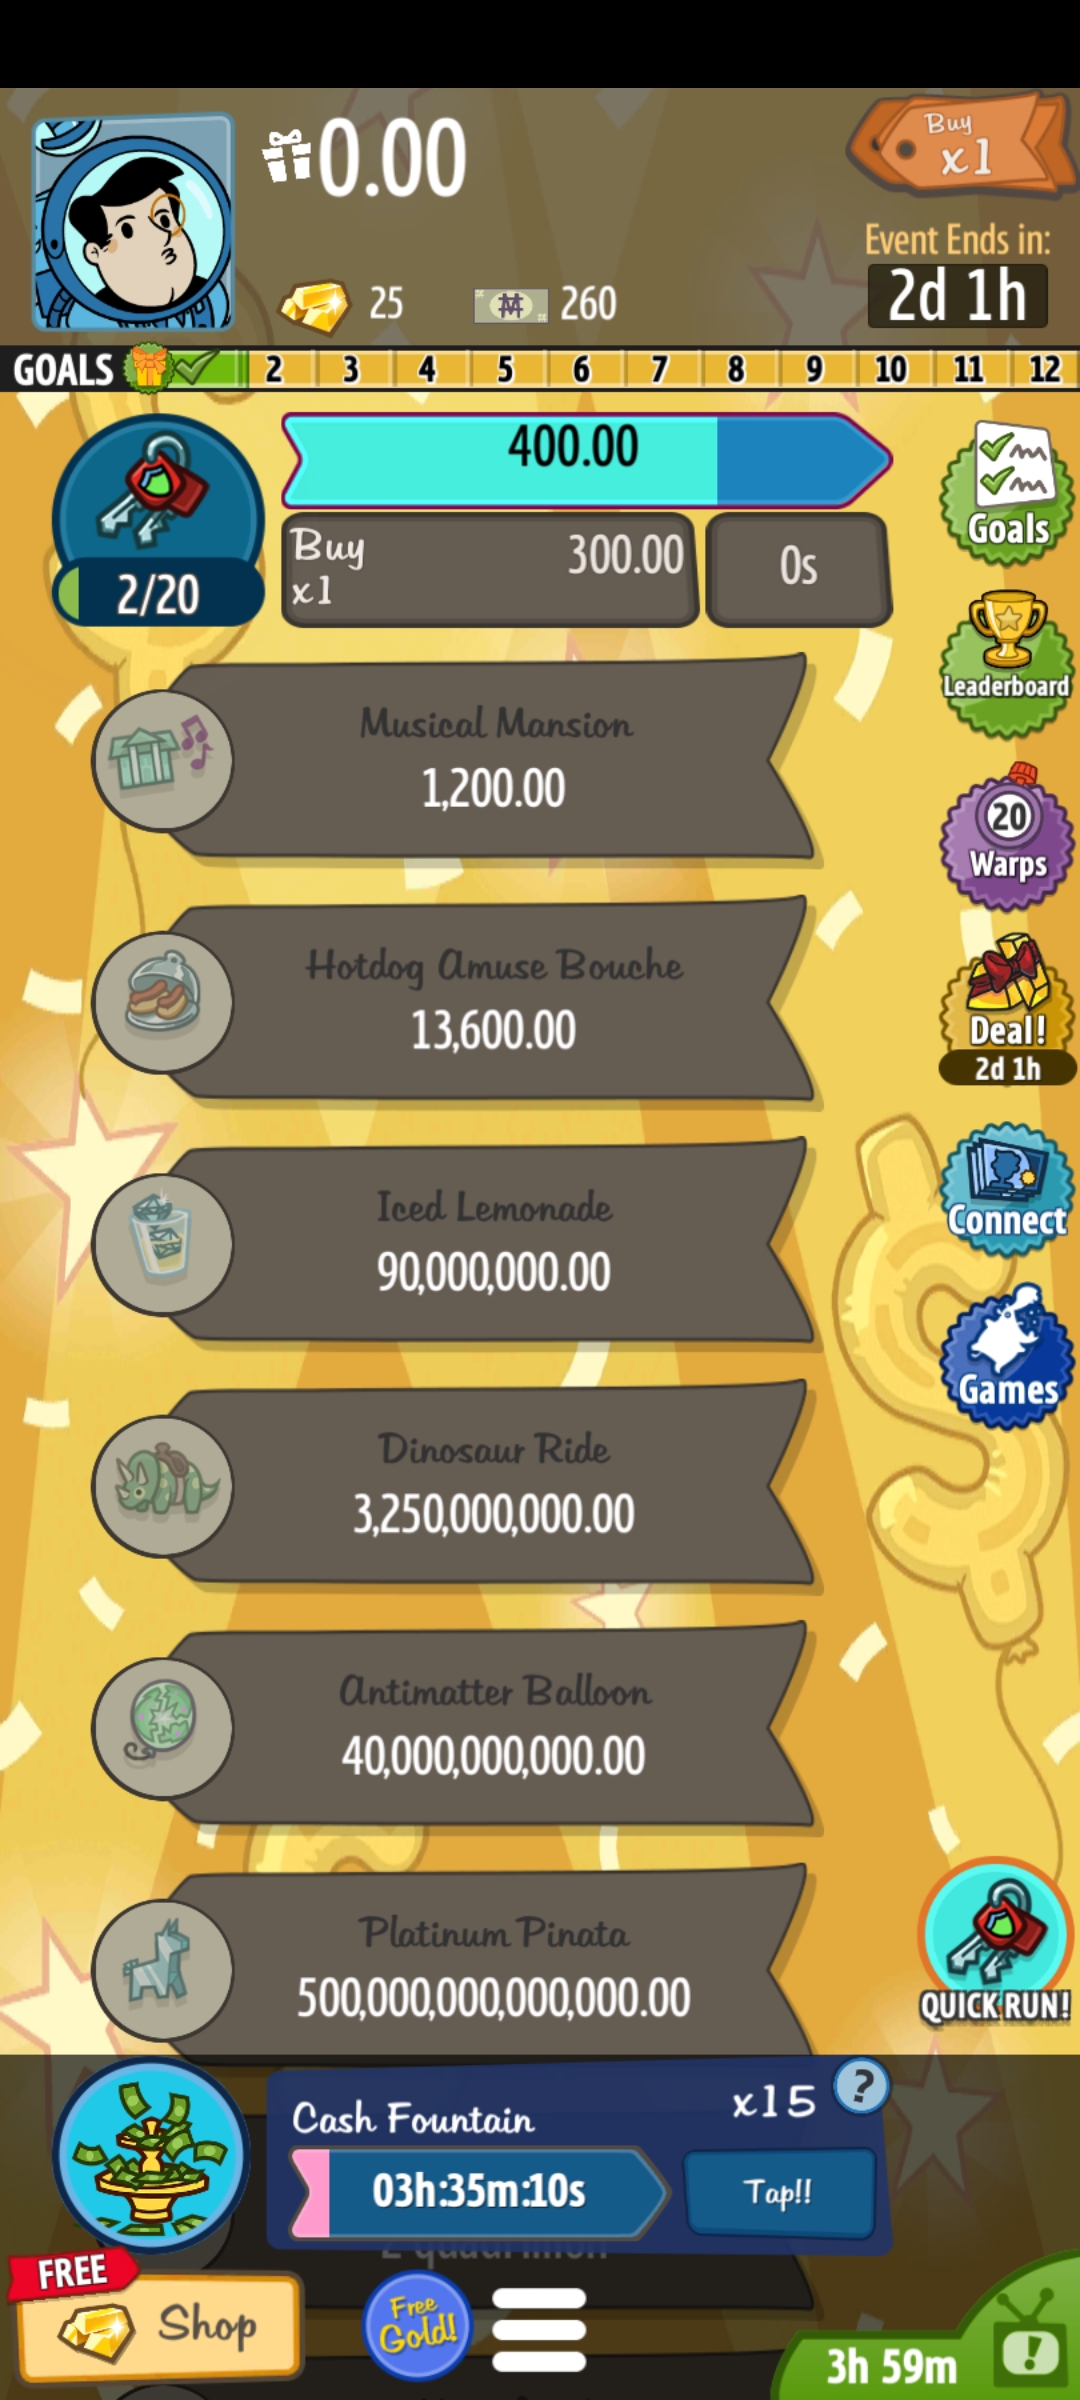 0.00
Buy
x1
25
260
Event Ends in:
2d 1h
GOALS 2 3 4 5 6 7 8 9 10 11 12
400.00
Buy
x1
300.00
0s
2/20
Goals
Leaderboard
20
Warps
Deal!
2d 1h
Connect
Games
Musical Mansion
1,200.00
Hotdog Amuse Bouche
13,600.00
Iced Lemonade
90,000,000.00
Dinosaur Ride
3,250,000,000.00
Antimatter Balloon
40,000,000,000.00
Platinum Pinata
500,000,000,000,000.00
QUICK RUN!
Cash Fountain
x15
?
03h:35m:10s
Tap!!
FREE
Shop
Free
Gold!
3h 59m
!